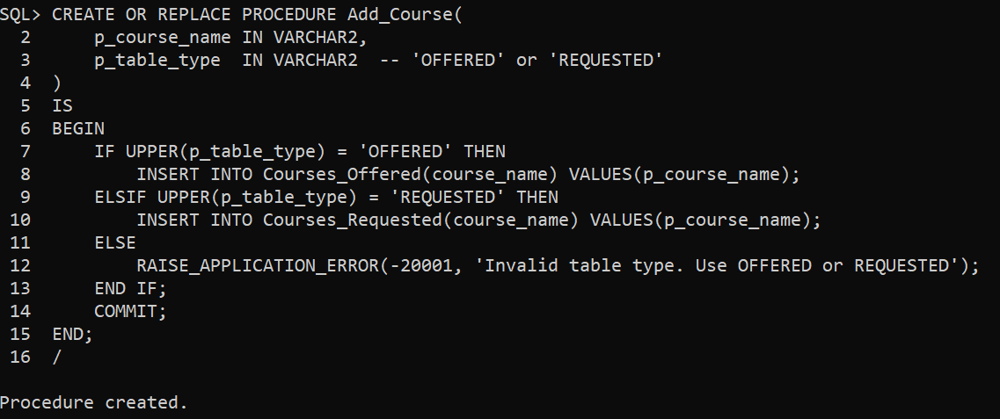 SQL> CREATE OR REPLACE PROCEDURE Add_Course(
  2      p_course_name IN VARCHAR2,
  3      p_table_type  IN VARCHAR2  -- 'OFFERED' or 'REQUESTED'
  4  )
  5  IS
  6  BEGIN
  7      IF UPPER(p_table_type) = 'OFFERED' THEN
  8          INSERT INTO Courses_Offered(course_name) VALUES(p_course_name);
  9      ELSIF UPPER(p_table_type) = 'REQUESTED' THEN
 10          INSERT INTO Courses_Requested(course_name) VALUES(p_course_name);
 11      ELSE
 12          RAISE_APPLICATION_ERROR(-20001, 'Invalid table type. Use OFFERED or REQUESTED');
 13      END IF;
 14      COMMIT;
 15  END;
 16  /

Procedure created.